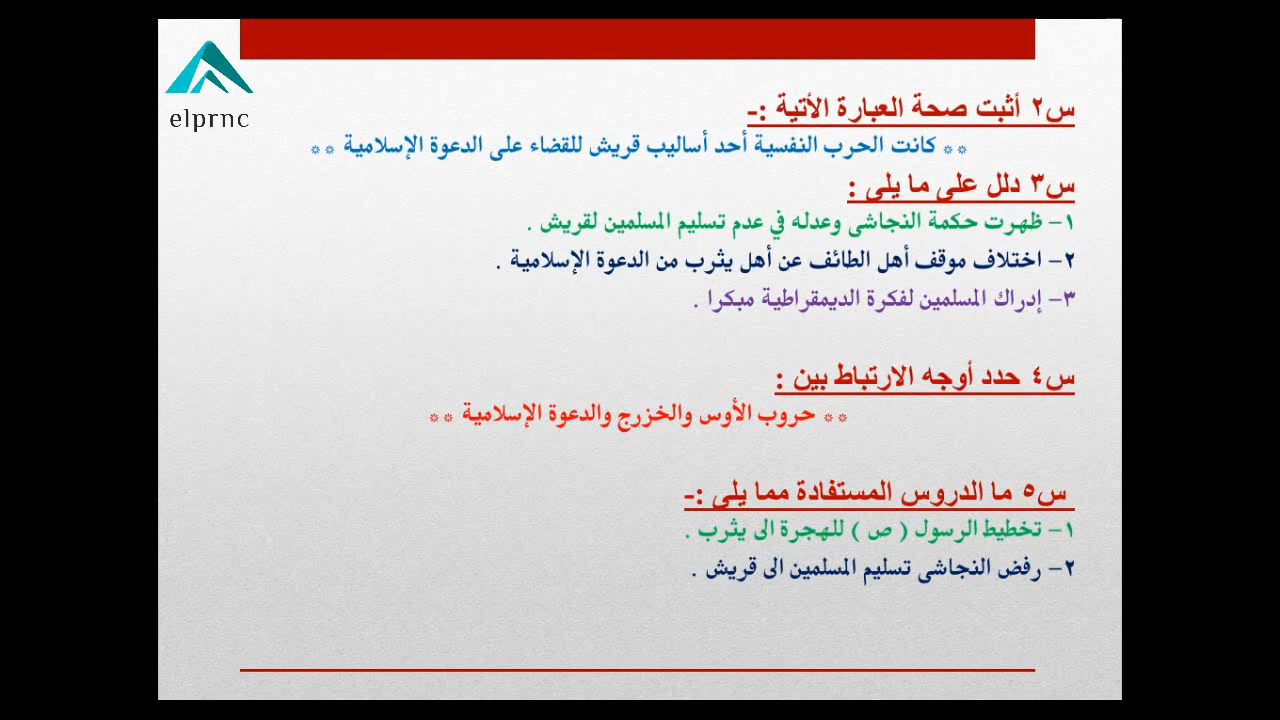 elprnc
س٢ أثبت صحة العبارة الأتية :-
** كانت الحرب النفسية أحد أساليب قريش للقضاء على الدعوة الإسلامية **
س٣ دلل على ما يلى :
١- ظهرت حكمة النجاشى وعدله في عدم تسليم المسلمين لقريش .
٢- اختلاف موقف أهل الطائف عن أهل يثرب من الدعوة الإسلامية .
٣- إدراك المسلمين لفكرة الديمقراطية مبكرا .
س٤ حدد أوجه الارتباط بين :
** حروب الأوس والخزرج والدعوة الإسلامية **
س٥ ما الدروس المستفادة مما يلى :-
١- تخطيط الرسول ( ص ) للهجرة الى يثرب .
٢- رفض النجاشى تسليم المسلمين الى قريش .